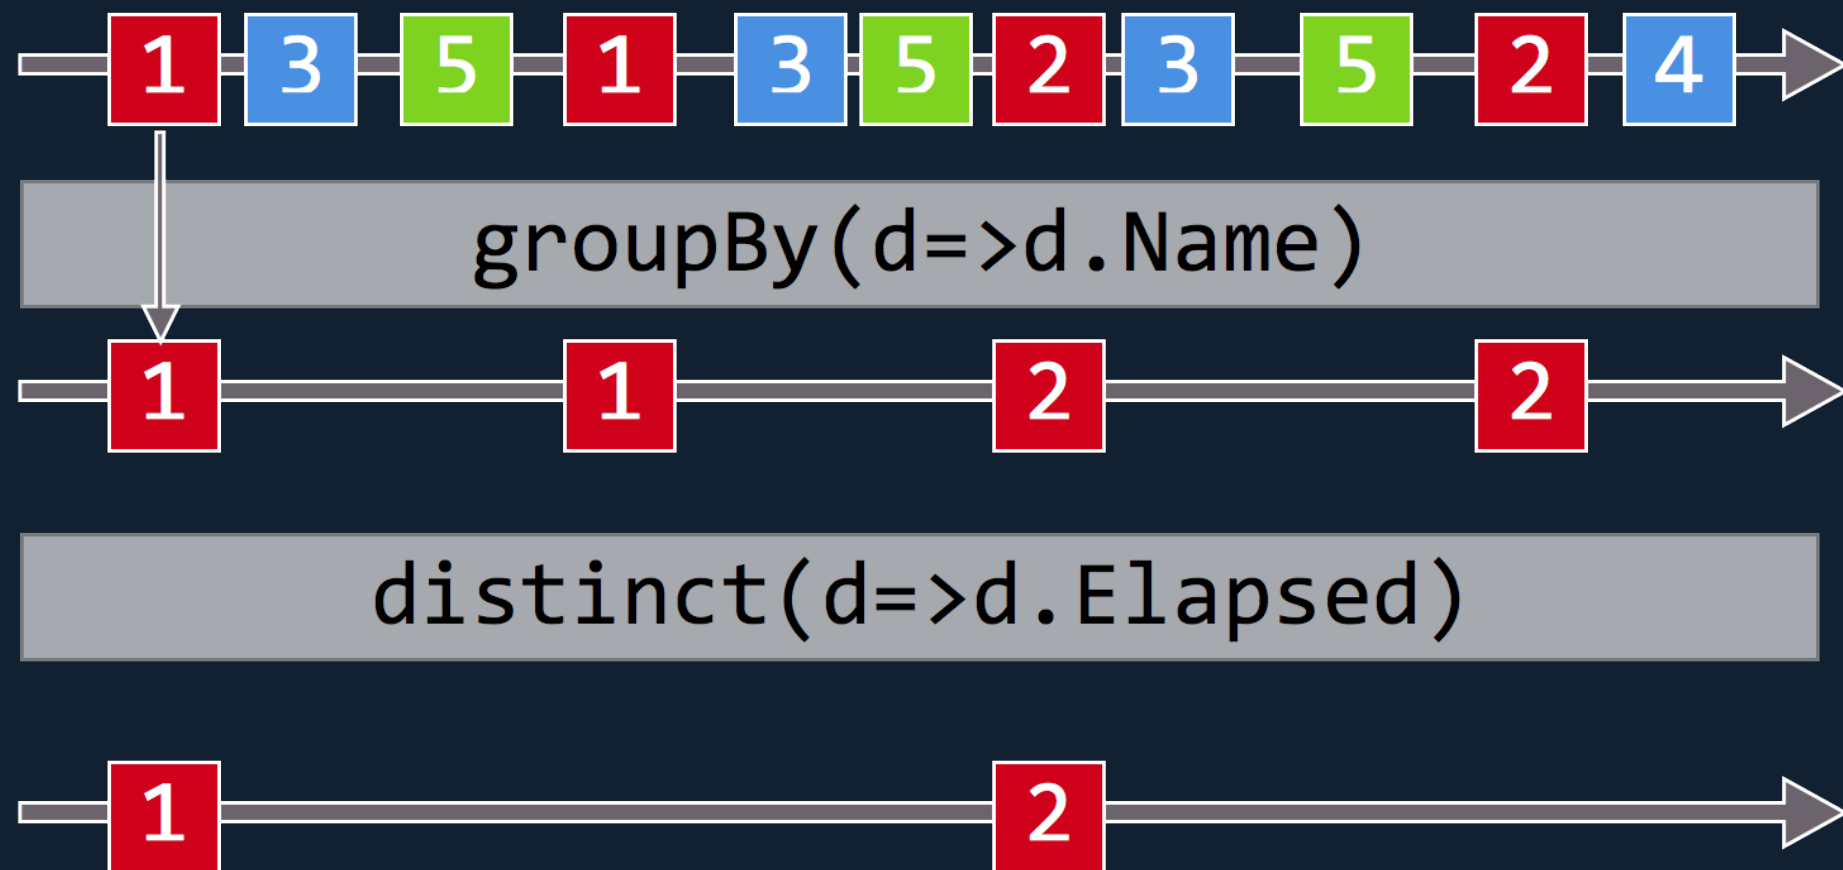 1 3 5 1 3 5 2 3 5 2 4
groupBy(d=>d.Name)
1 1 2 2
distinct(d=>d.Elapsed)
1 2